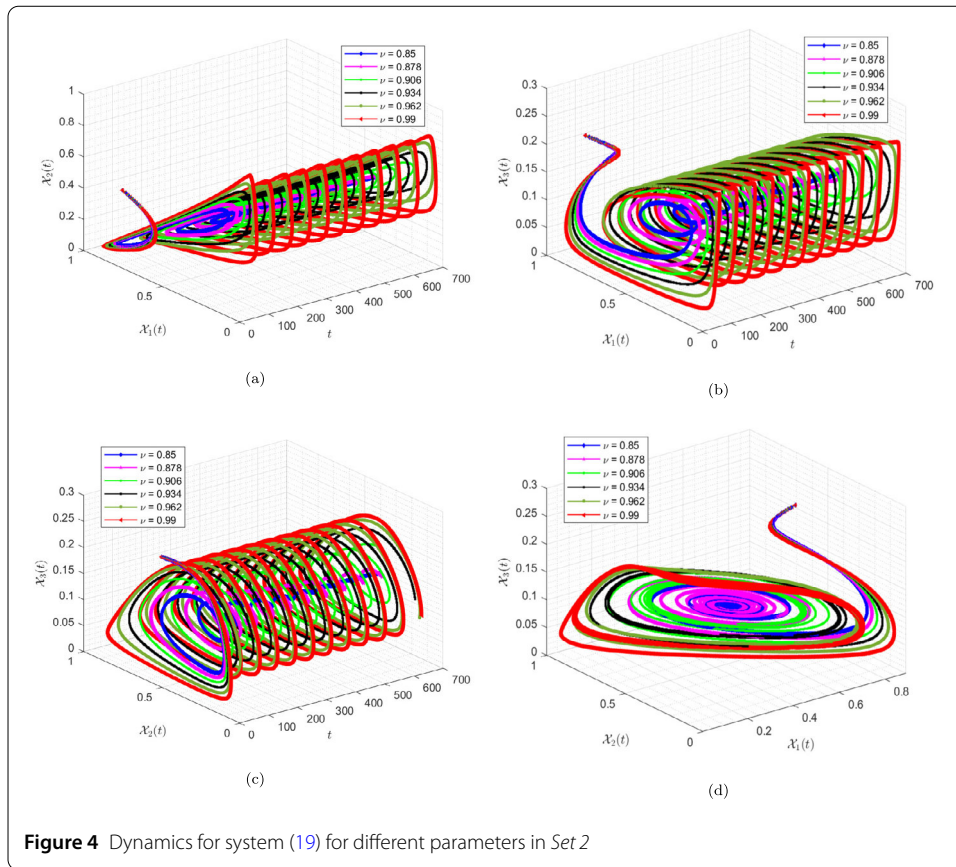 ν = 0.85
ν = 0.878
ν = 0.906
ν = 0.934
ν = 0.962
ν = 0.99
1
0.8
0.6
0.4
0.2
0
𝒳₂(t)
1
0.5
0
𝒳₁(t)
0 100 200 300 400 500 600 700
t
(a)
ν = 0.85
ν = 0.878
ν = 0.906
ν = 0.934
ν = 0.962
ν = 0.99
0.3
0.25
0.2
0.15
0.1
0.05
0
𝒳₃(t)
1
0.5
0
𝒳₁(t)
0 100 200 300 400 500 600 700
t
(b)
ν = 0.85
ν = 0.878
ν = 0.906
ν = 0.934
ν = 0.962
ν = 0.99
0.3
0.25
0.2
0.15
0.1
0.05
0
𝒳₃(t)
1
0.5
0
𝒳₂(t)
0 100 200 300 400 500 600 700
t
(c)
ν = 0.85
ν = 0.878
ν = 0.906
ν = 0.934
ν = 0.962
ν = 0.99
0.3
0.25
0.2
0.15
0.1
0.05
0
𝒳₃(t)
1
0.5
0
𝒳₂(t)
0.2 0.4 0.6 0.8
𝒳₁(t)
(d)
Figure 4 Dynamics for system (19) for different parameters in Set 2